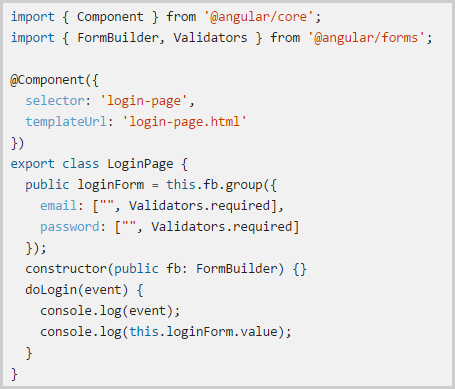 import { Component } from '@angular/core';
import { FormBuilder, Validators } from '@angular/forms';

@Component({
  selector: 'login-page',
  templateUrl: 'login-page.html'
})
export class LoginPage {
  public loginForm = this.fb.group({
    email: ["", Validators.required],
    password: ["", Validators.required]
  });
  constructor(public fb: FormBuilder) {}
  doLogin(event) {
    console.log(event);
    console.log(this.loginForm.value);
  }
}